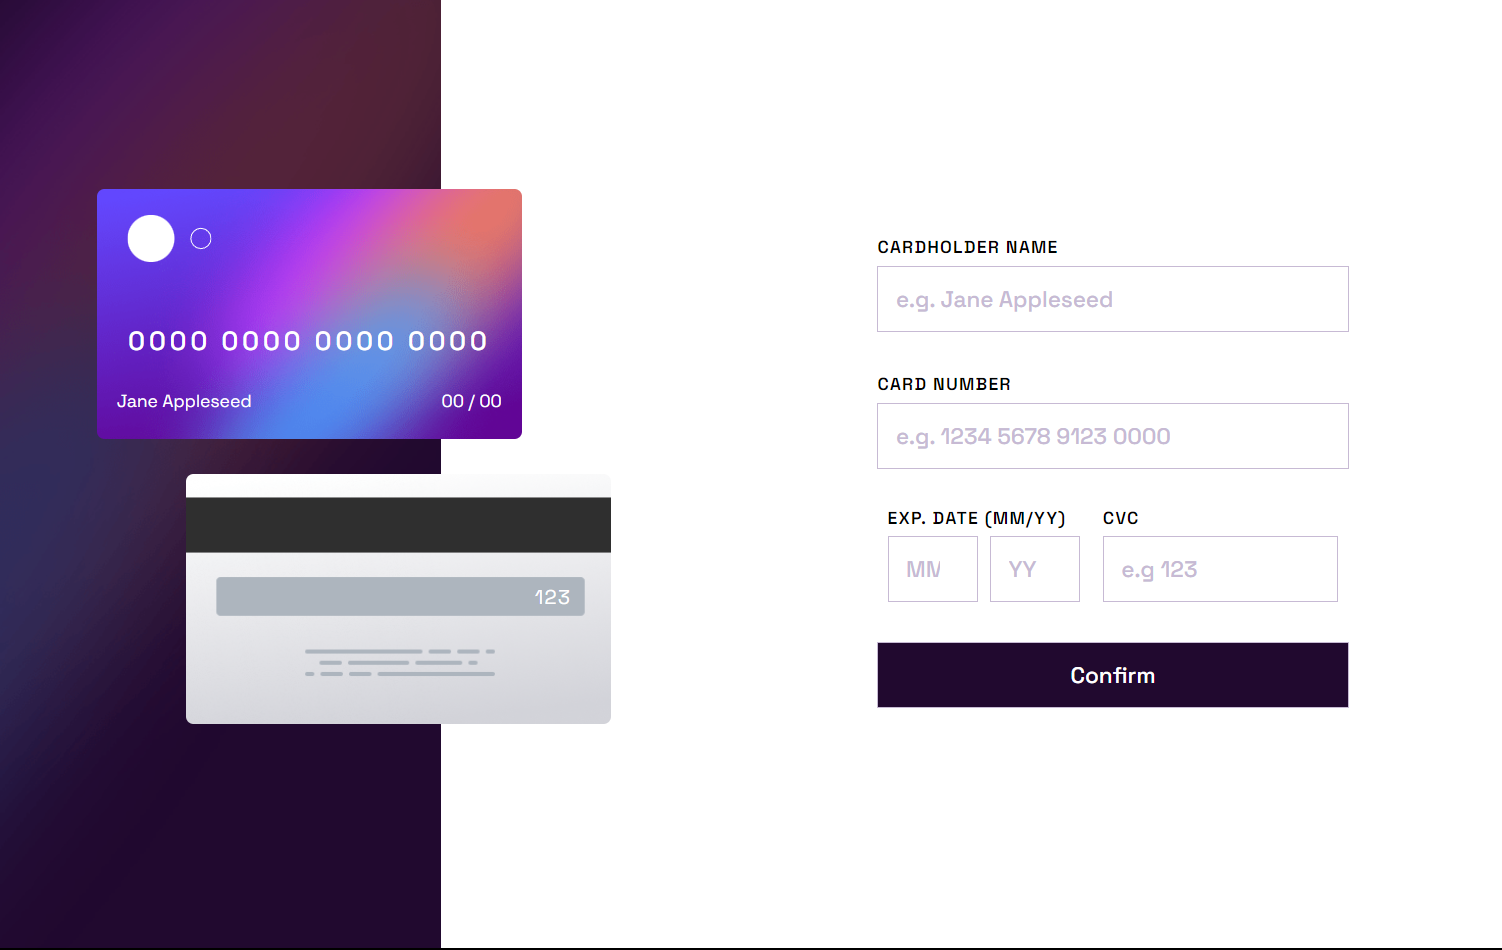 0000 0000 0000 0000
Jane Appleseed 00 / 00
123
CARDHOLDER NAME
e.g. Jane Appleseed
CARD NUMBER
e.g. 1234 5678 9123 0000
EXP. DATE (MM/YY) CVC
MM YY e.g 123
Confirm